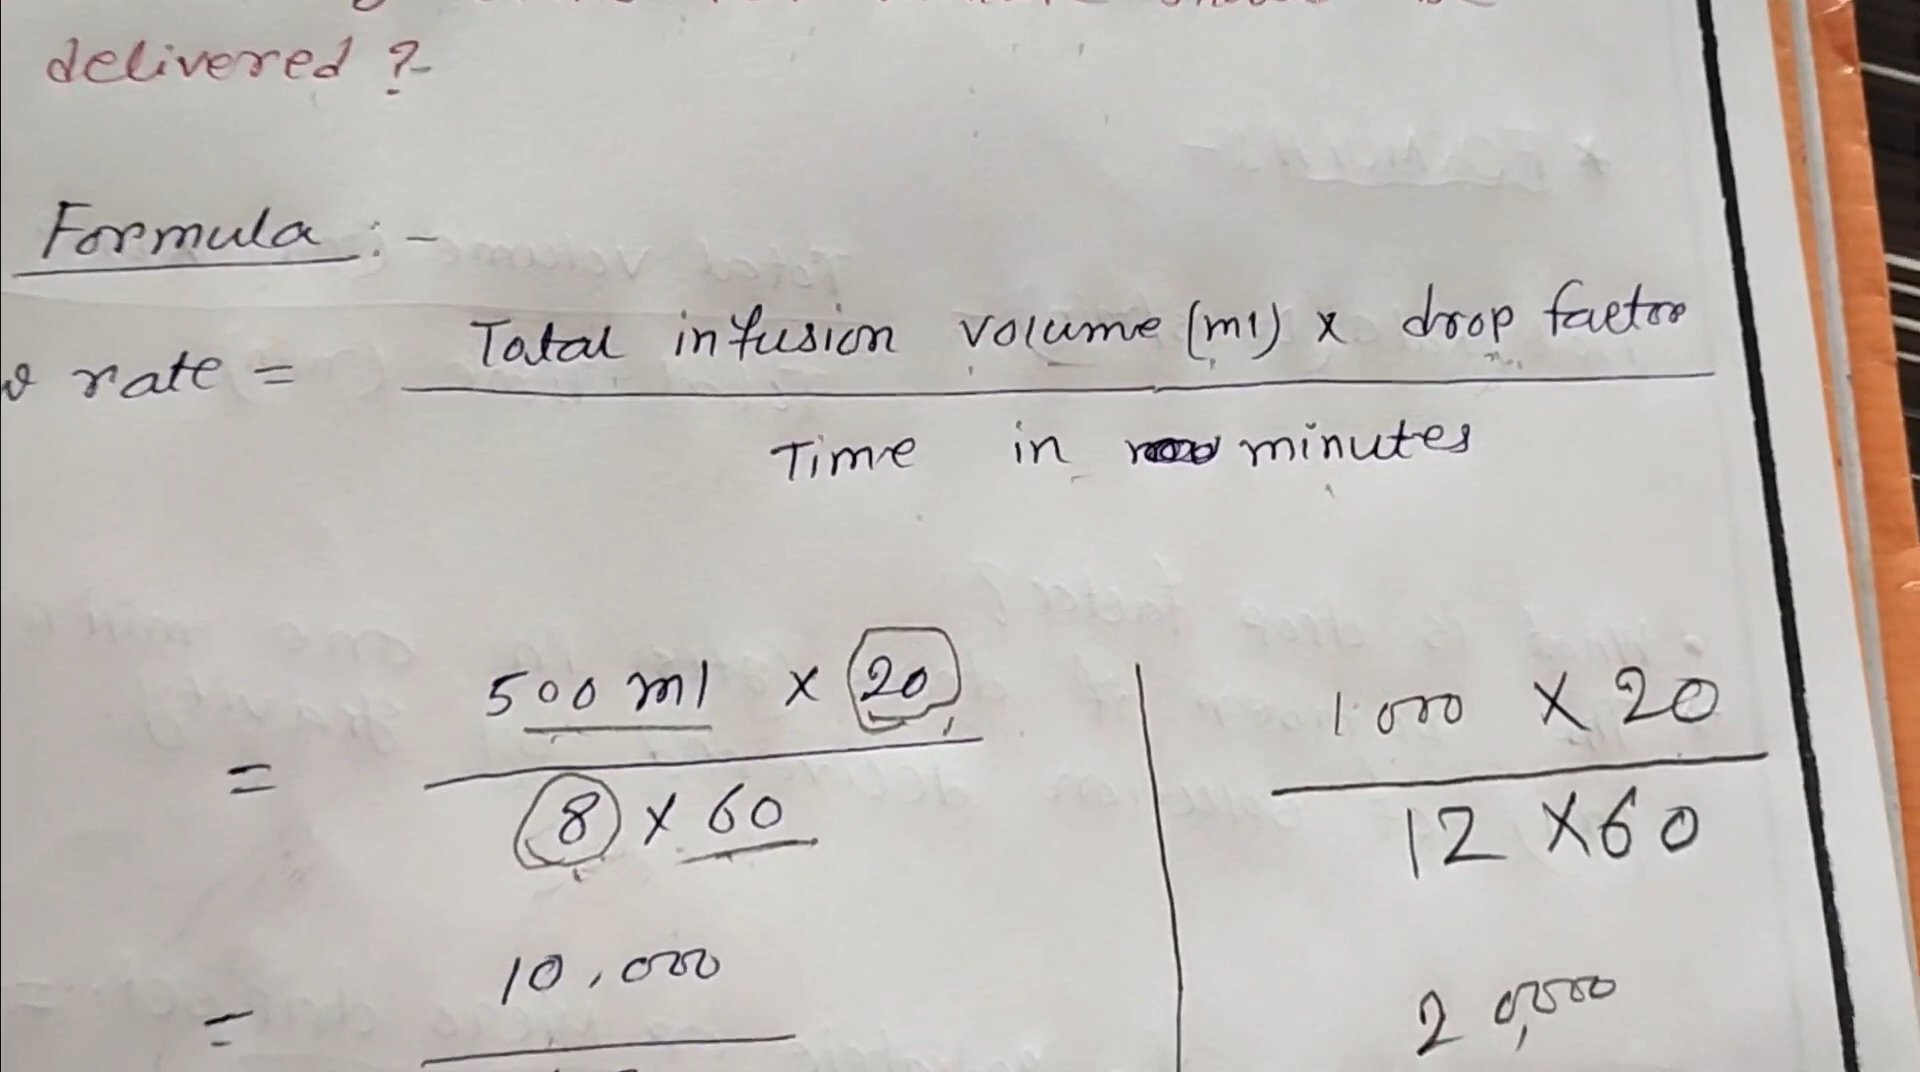 delivered ?
Formula :-
rate = Total infusion volume (ml) x drop factor
Time in minutes
= 500 ml x 20
8 x 60
= 10,000
1000 x 20
12 x 60
20,000